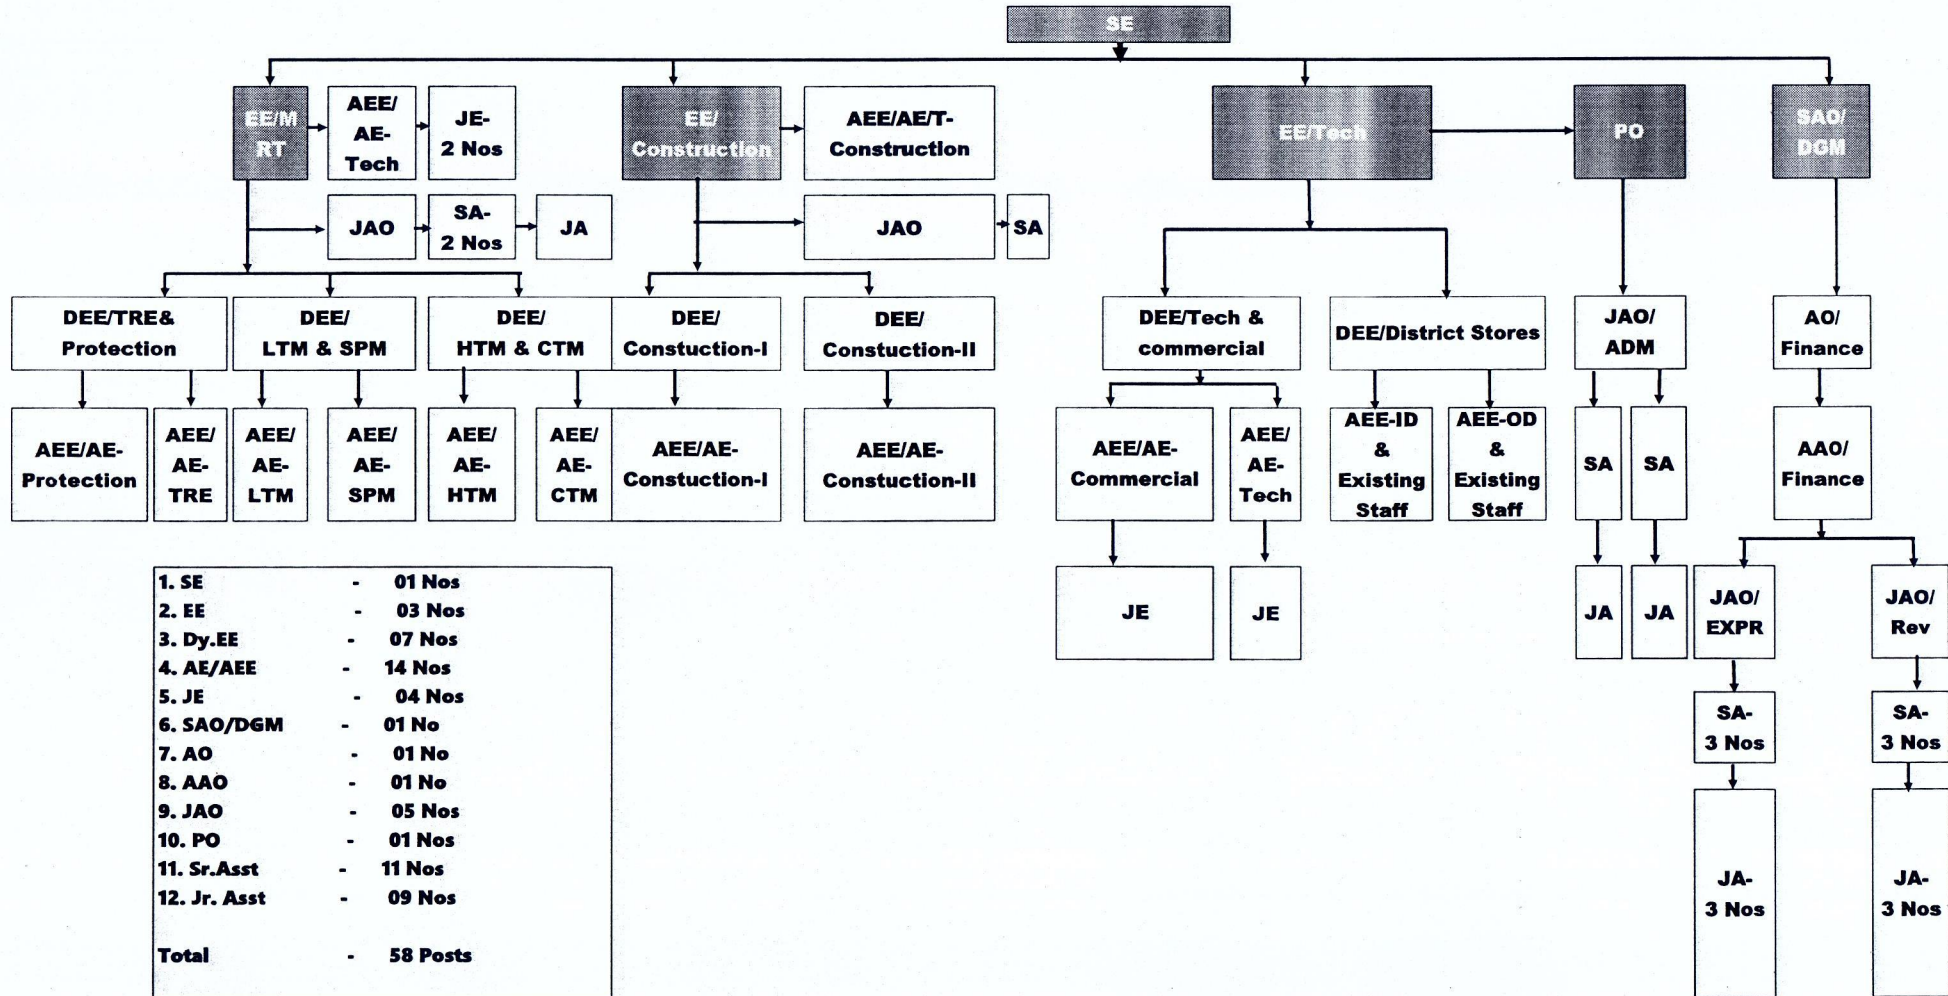 SE
EE/M
RT
AEE/
AE-
Tech
JE-
2 Nos
EE/
Construction
AEE/AE/T-
Construction
EE/Tech
PO
SAO/
DGM
JAO
SA-
2 Nos
JA
JAO
SA
DEE/TRE&
Protection
DEE/
LTM & SPM
DEE/
HTM & CTM
DEE/
Constuction-I
DEE/
Constuction-II
DEE/Tech &
commercial
DEE/District Stores
JAO/
ADM
AO/
Finance
AEE/AE-
Protection
AEE/
AE-
TRE
AEE/
AE-
LTM
AEE/
AE-
SPM
AEE/
AE-
HTM
AEE/
AE-
CTM
AEE/AE-
Constuction-I
AEE/AE-
Constuction-II
AEE/AE-
Commercial
AEE/
AE-
Tech
AEE-ID
&
Existing
Staff
AEE-OD
&
Existing
Staff
SA
SA
AAO/
Finance
JE
JE
JA
JA
JAO/
EXPR
JAO/
Rev
SA-
3 Nos
SA-
3 Nos
JA-
3 Nos
JA-
3 Nos
1. SE - 01 Nos
2. EE - 03 Nos
3. Dy.EE - 07 Nos
4. AE/AEE - 14 Nos
5. JE - 04 Nos
6. SAO/DGM - 01 No
7. AO - 01 No
8. AAO - 01 No
9. JAO - 05 Nos
10. PO - 01 Nos
11. Sr.Asst - 11 Nos
12. Jr. Asst - 09 Nos
Total - 58 Posts